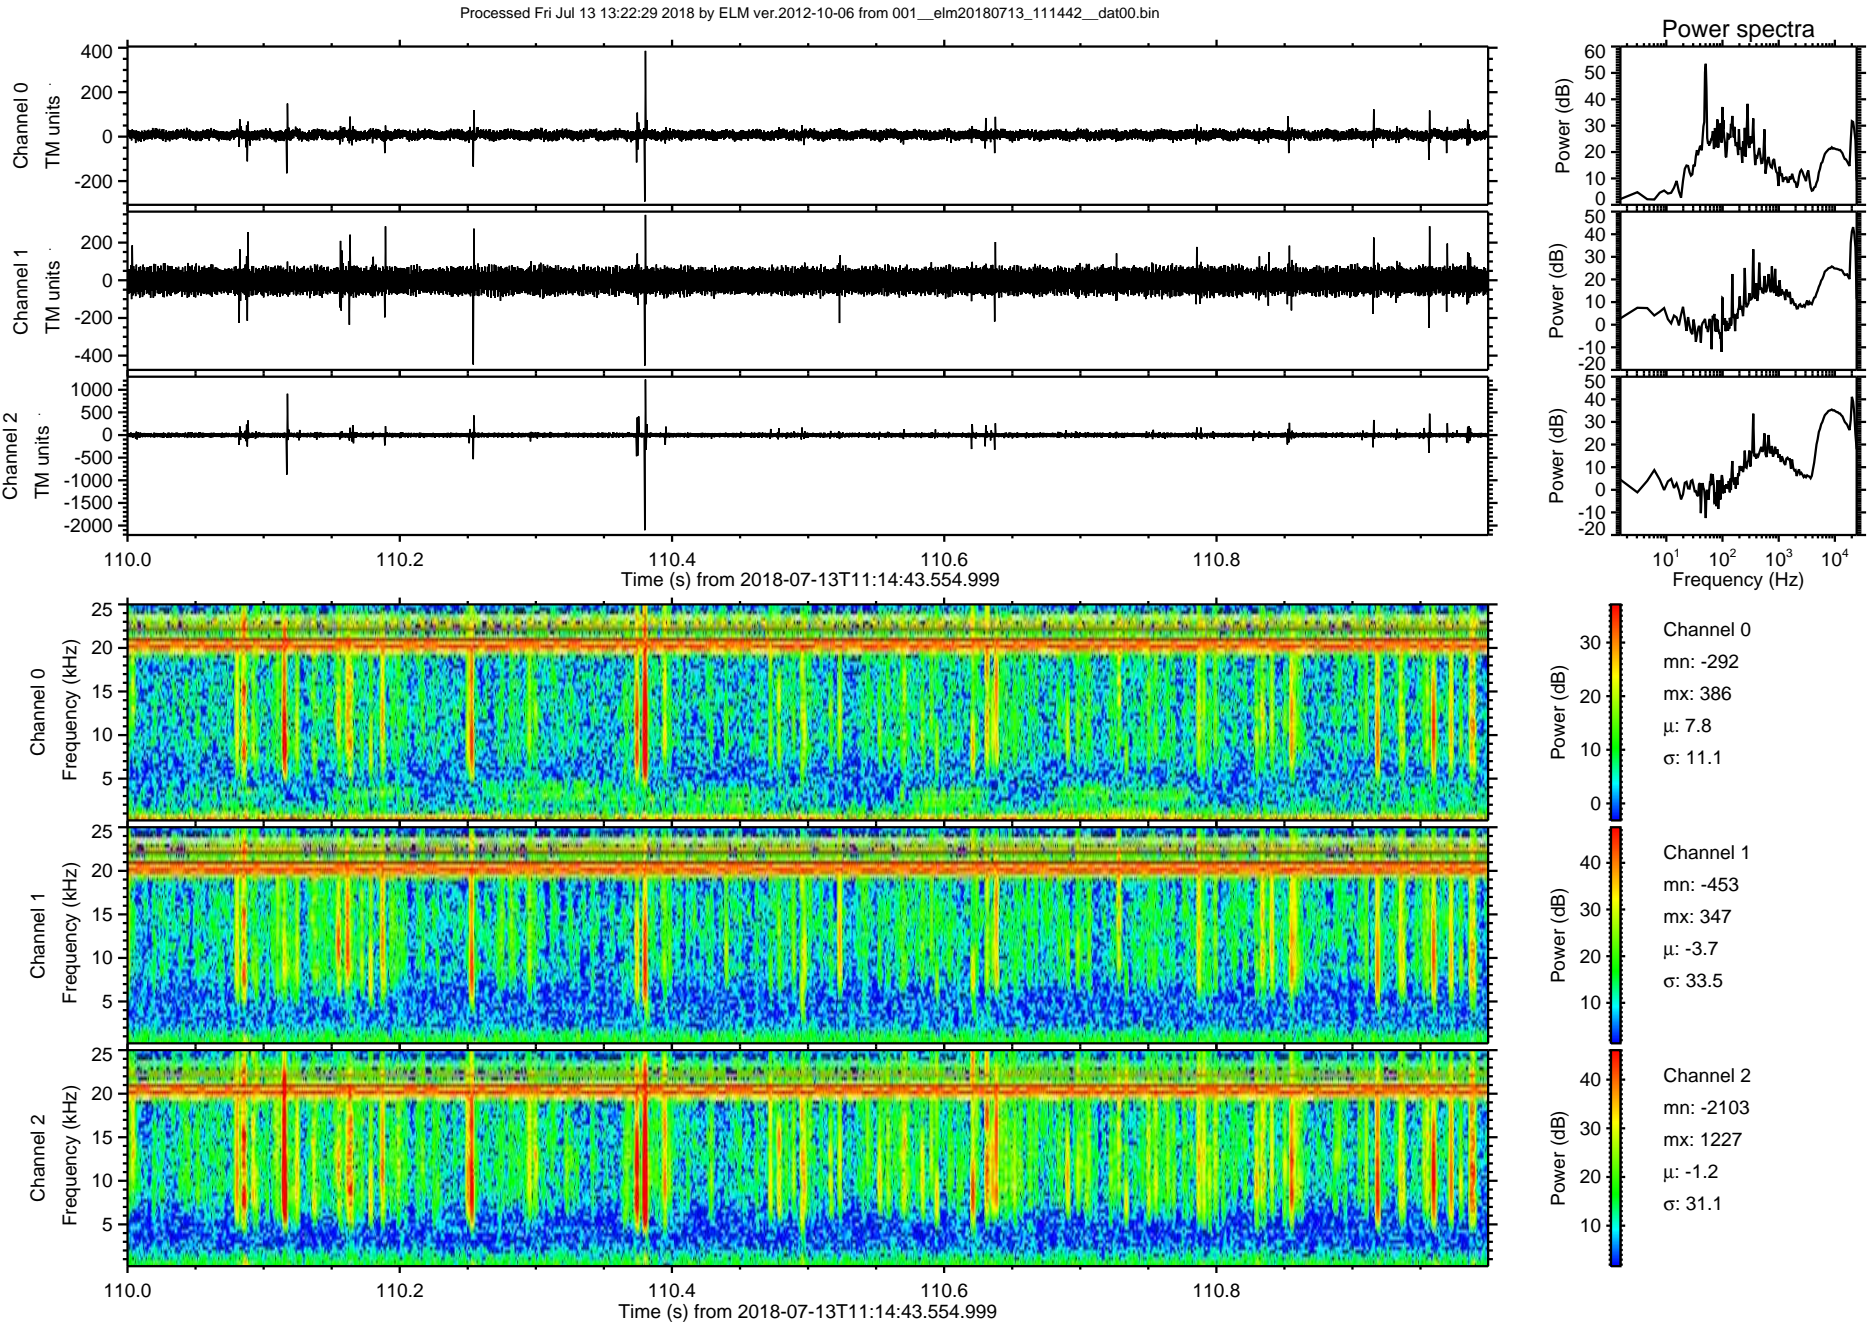 Processed Fri Jul 13 13:22:29 2018 by ELM ver.2012-10-06 from 001__elm20180713_111442__dat00.bin
Power spectra
Channel 0
TM units
400
200
0
-200
Power (dB)
60
50
40
30
20
10
0
Channel 1
TM units
200
0
-200
-400
Power (dB)
50
40
30
20
10
0
-10
-20
Channel 2
TM units
1000
500
0
-500
-1000
-1500
-2000
Power (dB)
50
40
30
20
10
0
-10
-20
110.0 110.2 110.4 110.6 110.8
Time (s) from 2018-07-13T11:14:43.554.999
10^1 10^2 10^3 10^4
Frequency (Hz)
Channel 0
Frequency (kHz)
25
20
15
10
5
Power (dB)
30
20
10
0
Channel 0
mn: -292
mx: 386
μ: 7.8
σ: 11.1
Channel 1
Frequency (kHz)
25
20
15
10
5
Power (dB)
40
30
20
10
Channel 1
mn: -453
mx: 347
μ: -3.7
σ: 33.5
Channel 2
Frequency (kHz)
25
20
15
10
5
Power (dB)
40
30
20
10
Channel 2
mn: -2103
mx: 1227
μ: -1.2
σ: 31.1
110.0 110.2 110.4 110.6 110.8
Time (s) from 2018-07-13T11:14:43.554.999